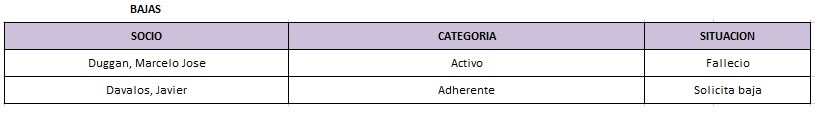 BAJAS
SOCIO CATEGORIA SITUACION
Duggan, Marcelo Jose Activo Fallecio
Davalos, Javier Adherente Solicita baja